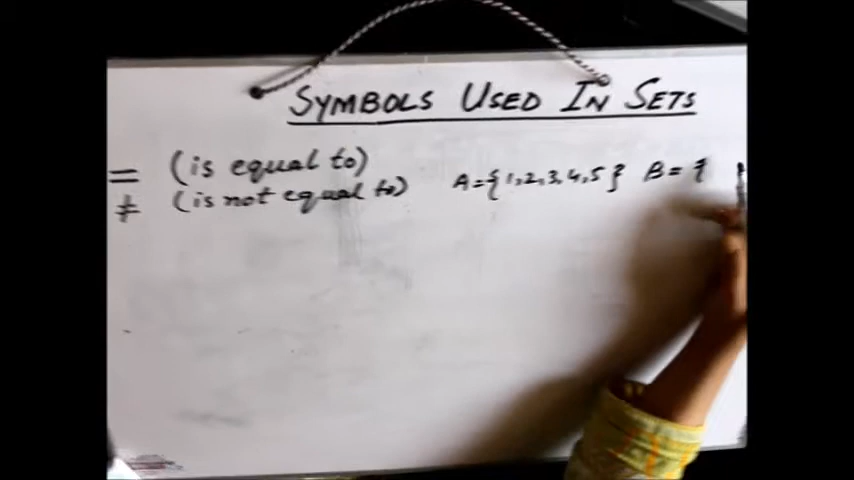 SYMBOLS USED IN SETS
= (is equal to)
≠ (is not equal to) A={1,2,3,4,5} B={